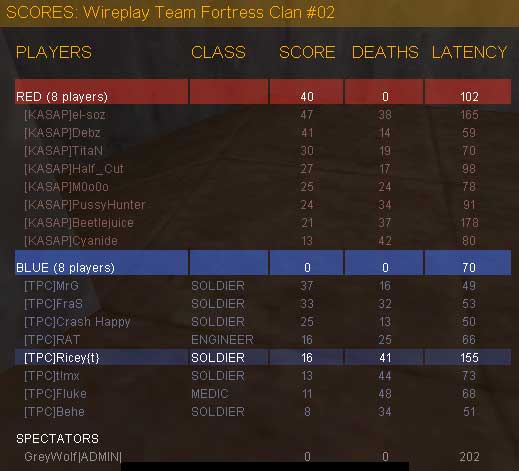 SCORES: Wireplay Team Fortress Clan #02
PLAYERS CLASS SCORE DEATHS LATENCY
RED (8 players) 40 0 102
[KASAP]el-soz 47 38 165
[KASAP]Debz 41 14 59
[KASAP]TitaN 30 19 70
[KASAP]Half_Cut 27 17 98
[KASAP]M0o0o 25 24 78
[KASAP]PussyHunter 24 34 91
[KASAP]Beetlejuice 21 37 178
[KASAP]Cyanide 13 42 80
BLUE (8 players) 0 0 70
[TPC]MrG SOLDIER 37 16 49
[TPC]FraS SOLDIER 33 32 53
[TPC]Crash Happy SOLDIER 25 13 50
[TPC]RAT ENGINEER 16 25 66
[TPC]Ricey{t} SOLDIER 16 41 155
[TPC]t!mx SOLDIER 13 44 73
[TPC]Fluke MEDIC 11 48 68
[TPC]Behe SOLDIER 8 34 51
SPECTATORS
GreyWolf|ADMIN| 0 0 202